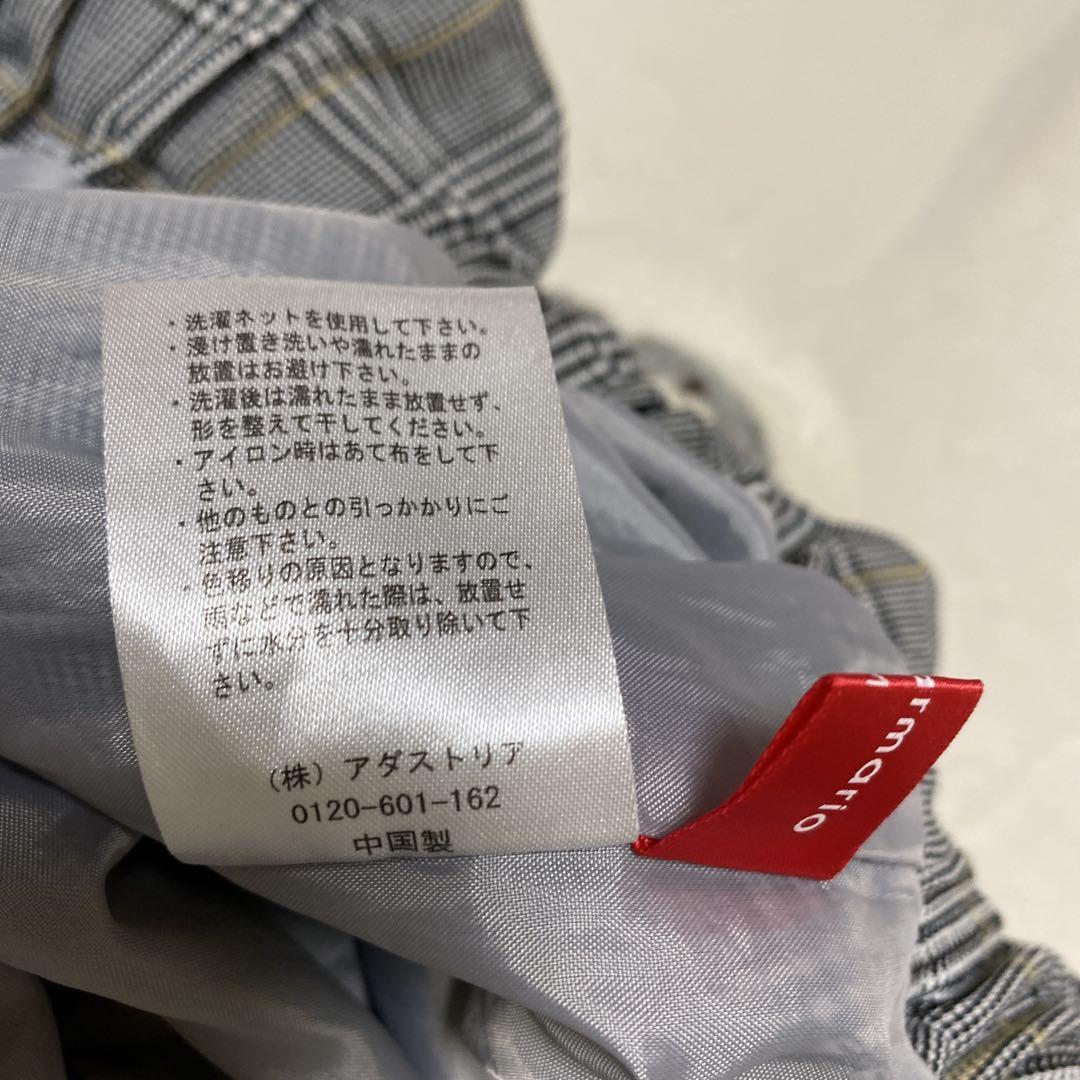 ・洗濯ネットを使用して下さい。
・浸け置き洗いや濡れたままの
放置はお避け下さい。
・洗濯後は濡れたまま放置せず、
形を整えて干してください。
・アイロン時はあて布をして下
さい。
・他のものとの引っかかりにご
注意下さい。
・色移りの原因となりますので、
雨などで濡れた際は、放置せ
ずに水分を十分取り除いて下
さい。
(株) アダストリア
0120-601-162
中国製
rmario